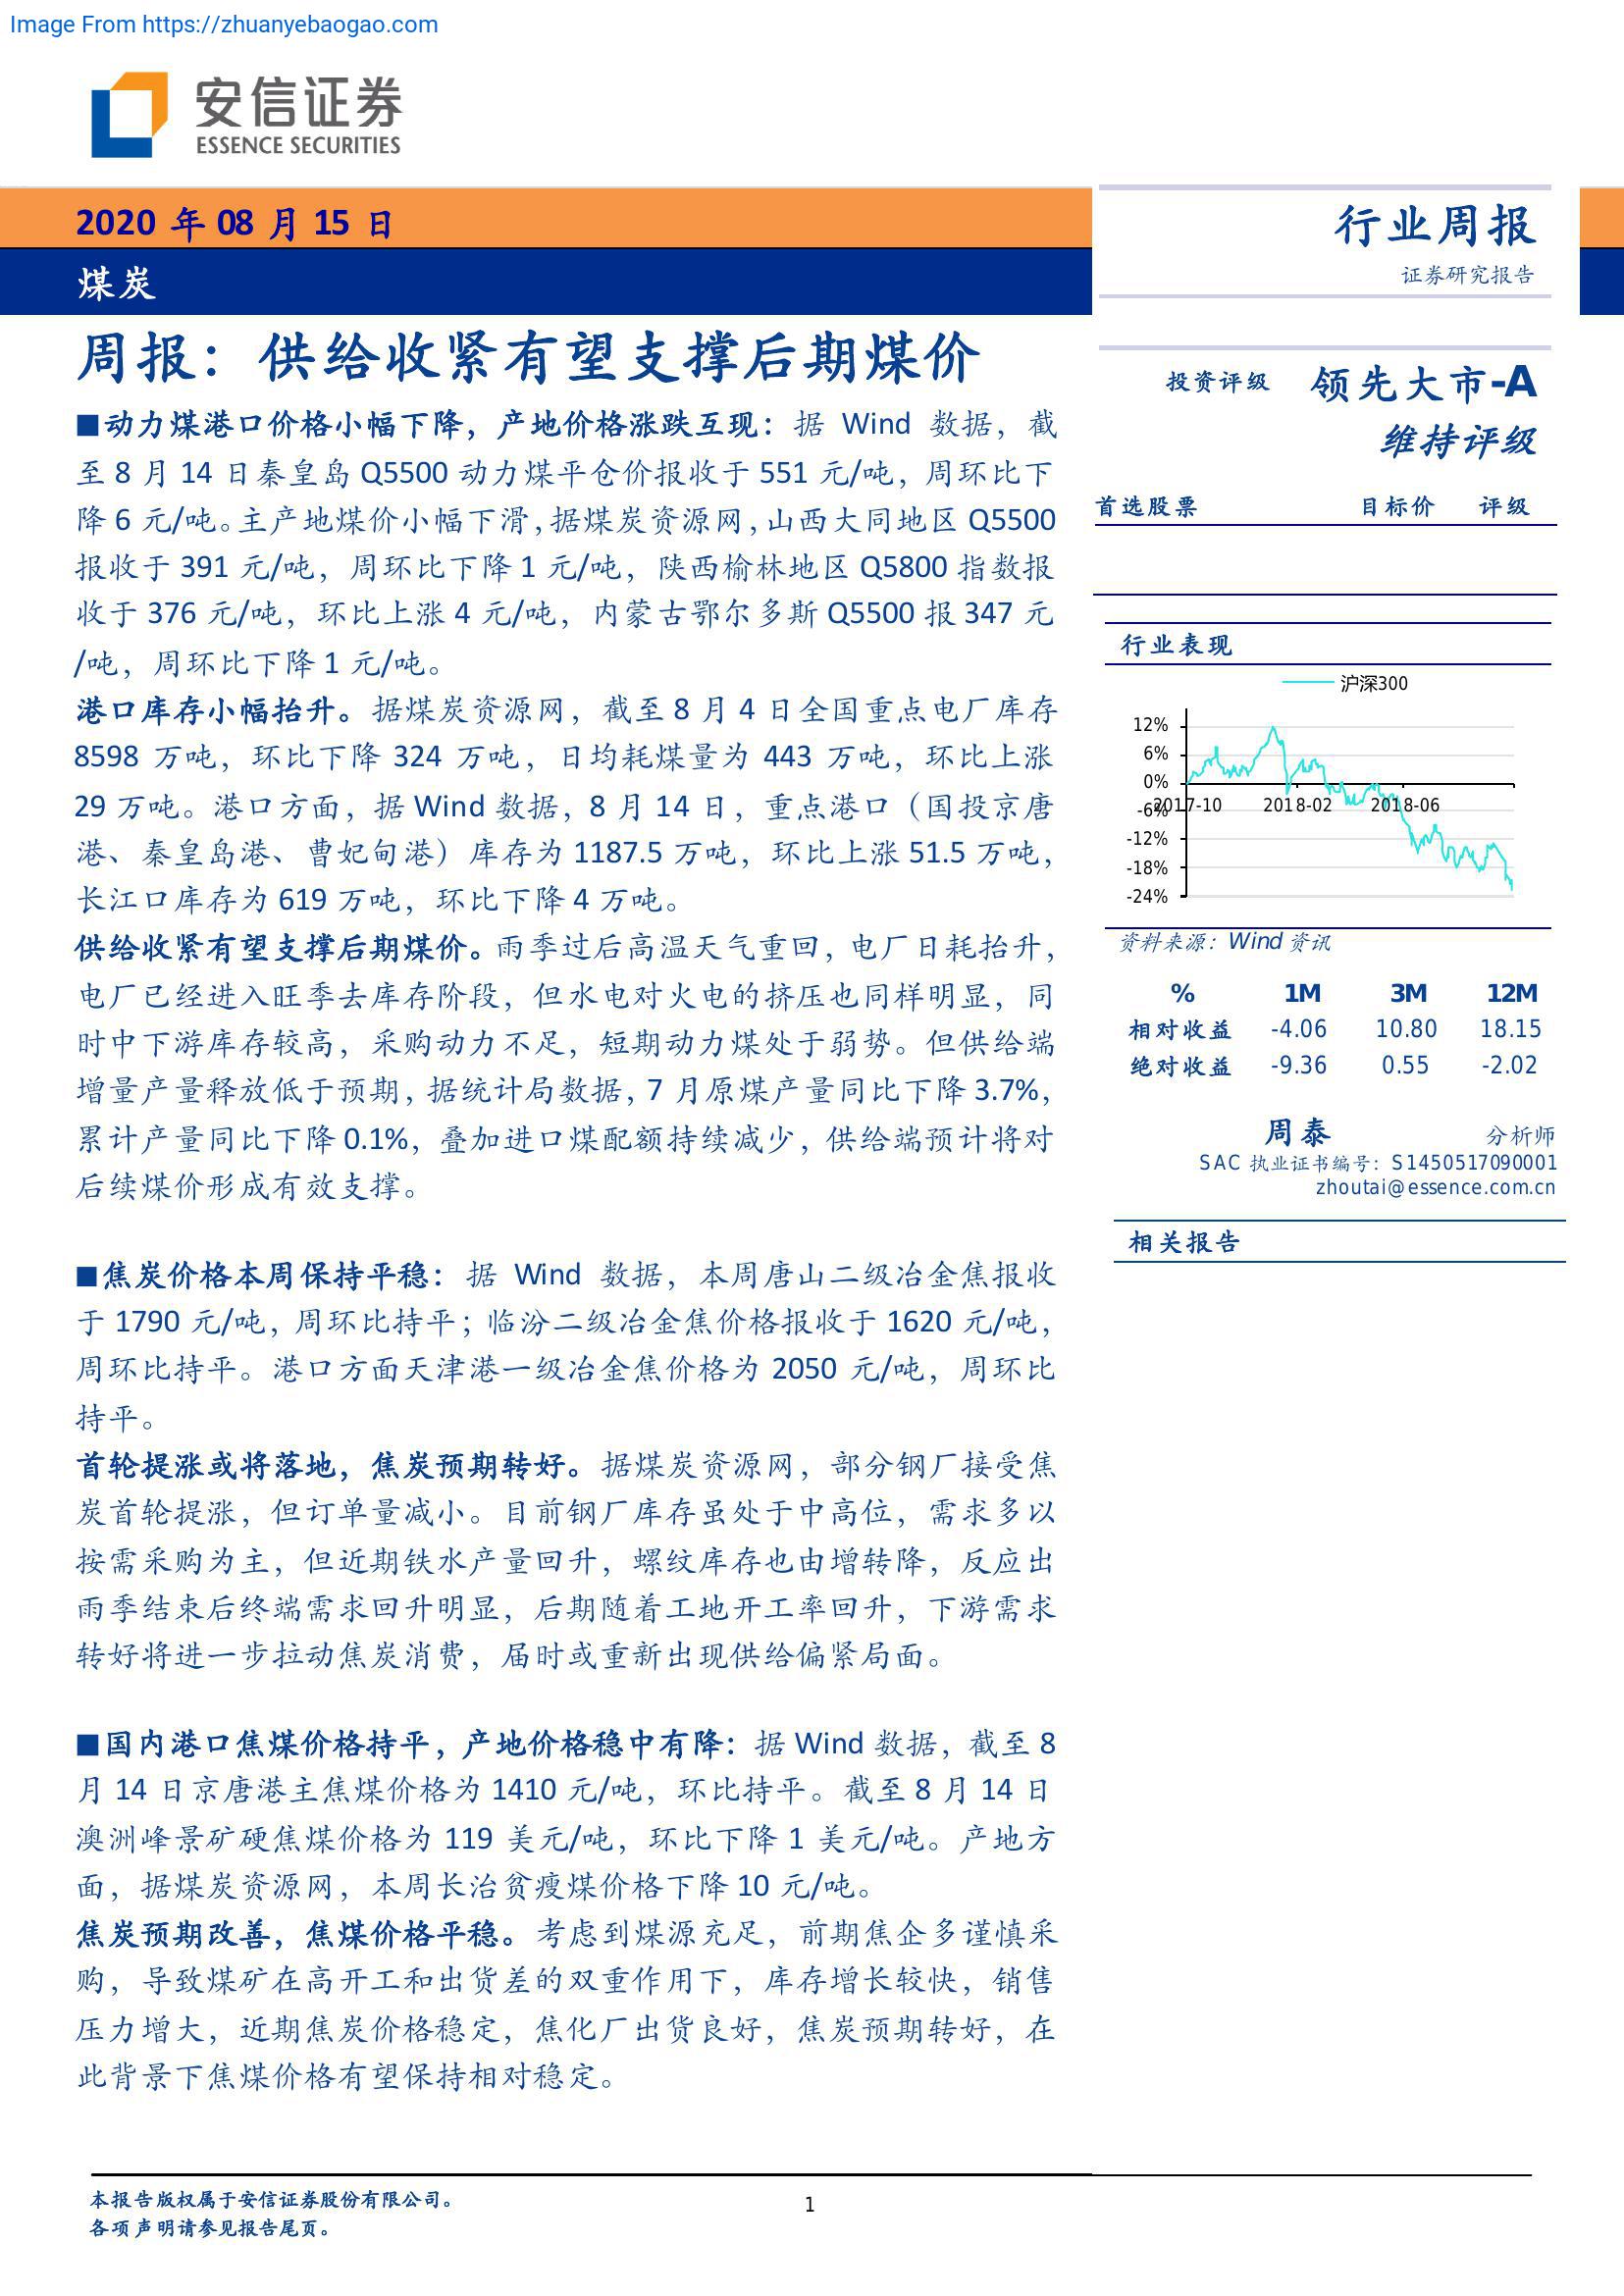 Image From https://zhuanyebaogao.com
安信证券
ESSENCE SECURITIES
2020 年 08 月 15 日
煤炭
行业周报
证券研究报告
周报：供给收紧有望支撑后期煤价
■动力煤港口价格小幅下降，产地价格涨跌互现：据 Wind 数据，截
至 8 月 14 日秦皇岛 Q5500 动力煤平仓价报收于 551 元/吨，周环比下
降 6 元/吨。主产地煤价小幅下滑，据煤炭资源网，山西大同地区 Q5500
报收于 391 元/吨，周环比下降 1 元/吨，陕西榆林地区 Q5800 指数报
收于 376 元/吨，环比上涨 4 元/吨，内蒙古鄂尔多斯 Q5500 报 347 元
/吨，周环比下降 1 元/吨。
港口库存小幅抬升。据煤炭资源网，截至 8 月 4 日全国重点电厂库存
8598 万吨，环比下降 324 万吨，日均耗煤量为 443 万吨，环比上涨
29 万吨。港口方面，据 Wind 数据，8 月 14 日，重点港口（国投京唐
港、秦皇岛港、曹妃甸港）库存为 1187.5 万吨，环比上涨 51.5 万吨，
长江口库存为 619 万吨，环比下降 4 万吨。
供给收紧有望支撑后期煤价。雨季过后高温天气重回，电厂日耗抬升，
电厂已经进入旺季去库存阶段，但水电对火电的挤压也同样明显，同
时中下游库存较高，采购动力不足，短期动力煤处于弱势。但供给端
增量产量释放低于预期，据统计局数据，7 月原煤产量同比下降 3.7%，
累计产量同比下降 0.1%，叠加进口煤配额持续减少，供给端预计将对
后续煤价形成有效支撑。
■焦炭价格本周保持平稳：据 Wind 数据，本周唐山二级冶金焦报收
于 1790 元/吨，周环比持平；临汾二级冶金焦价格报收于 1620 元/吨，
周环比持平。港口方面天津港一级冶金焦价格为 2050 元/吨，周环比
持平。
首轮提涨或将落地，焦炭预期转好。据煤炭资源网，部分钢厂接受焦
炭首轮提涨，但订单量减小。目前钢厂库存虽处于中高位，需求多以
按需采购为主，但近期铁水产量回升，螺纹库存也由增转降，反应出
雨季结束后终端需求回升明显，后期随着工地开工率回升，下游需求
转好将进一步拉动焦炭消费，届时或重新出现供给偏紧局面。
■国内港口焦煤价格持平，产地价格稳中有降：据 Wind 数据，截至 8
月 14 日京唐港主焦煤价格为 1410 元/吨，环比持平。截至 8 月 14 日
澳洲峰景矿硬焦煤价格为 119 美元/吨，环比下降 1 美元/吨。产地方
面，据煤炭资源网，本周长治贫瘦煤价格下降 10 元/吨。
焦炭预期改善，焦煤价格平稳。考虑到煤源充足，前期焦企多谨慎采
购，导致煤矿在高开工和出货差的双重作用下，库存增长较快，销售
压力增大，近期焦炭价格稳定，焦化厂出货良好，焦炭预期转好，在
此背景下焦煤价格有望保持相对稳定。
投资评级 领先大市-A
维持评级
首选股票 目标价 评级
行业表现
沪深300
12%
6%
0%
-6%
-12%
-18%
-24%
2017-10 2018-02 2018-06
资料来源：Wind 资讯
% 1M 3M 12M
相对收益 -4.06 10.80 18.15
绝对收益 -9.36 0.55 -2.02
周泰 分析师
SAC 执业证书编号：S1450517090001
zhoutai@essence.com.cn
相关报告
本报告版权属于安信证券股份有限公司。
各项声明请参见报告尾页。
1